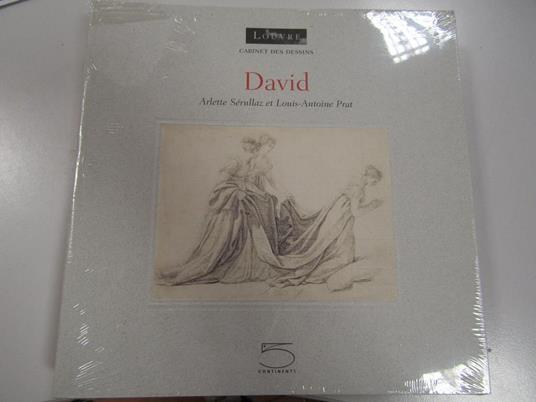 LOUVRE
CABINET DES DESSINS
David
Arlette Sérullaz et Louis-Antoine Prat
5
CONTINENTS